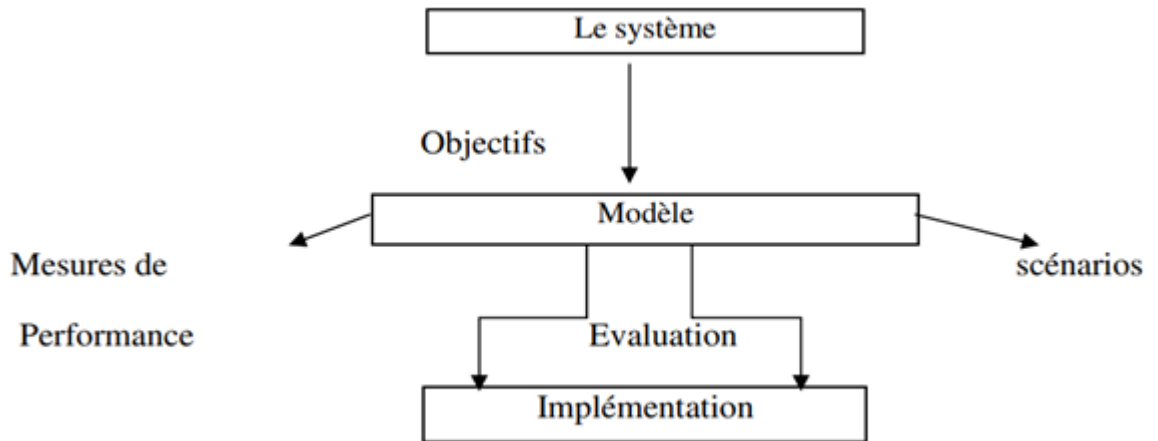 Le système
Objectifs
Modèle
Mesures de
scénarios
Performance
Evaluation
Implémentation